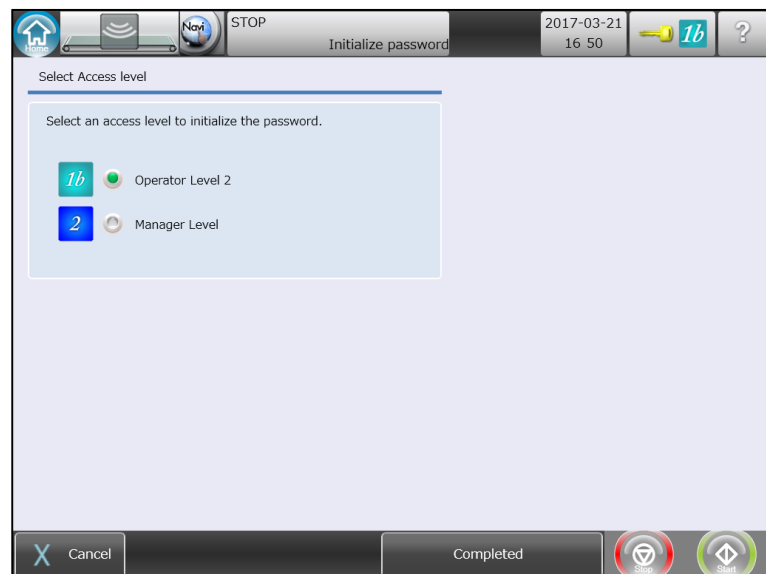 Home
Navi
STOP
Initialize password
2017-03-21
16 50
1b
?
Select Access level
Select an access level to initialize the password.
1b Operator Level 2
2 Manager Level
X Cancel
Completed
Stop
Start